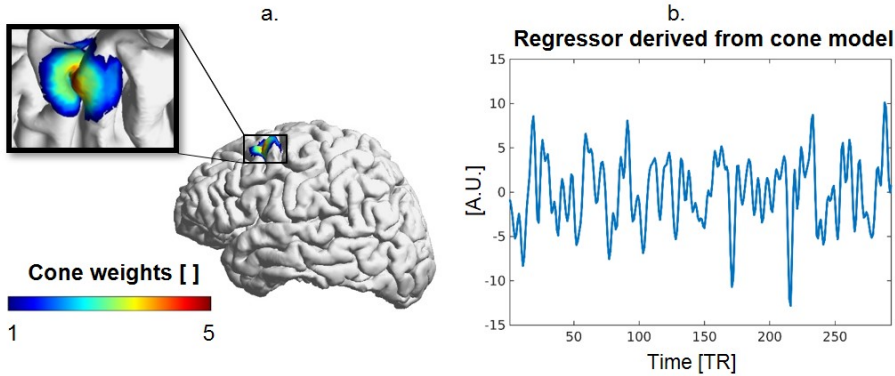 a.
Cone weights [ ]
1 5
b.
Regressor derived from cone model
15
10
5
0
-5
-10
-15
[A.U.]
50 100 150 200 250
Time [TR]